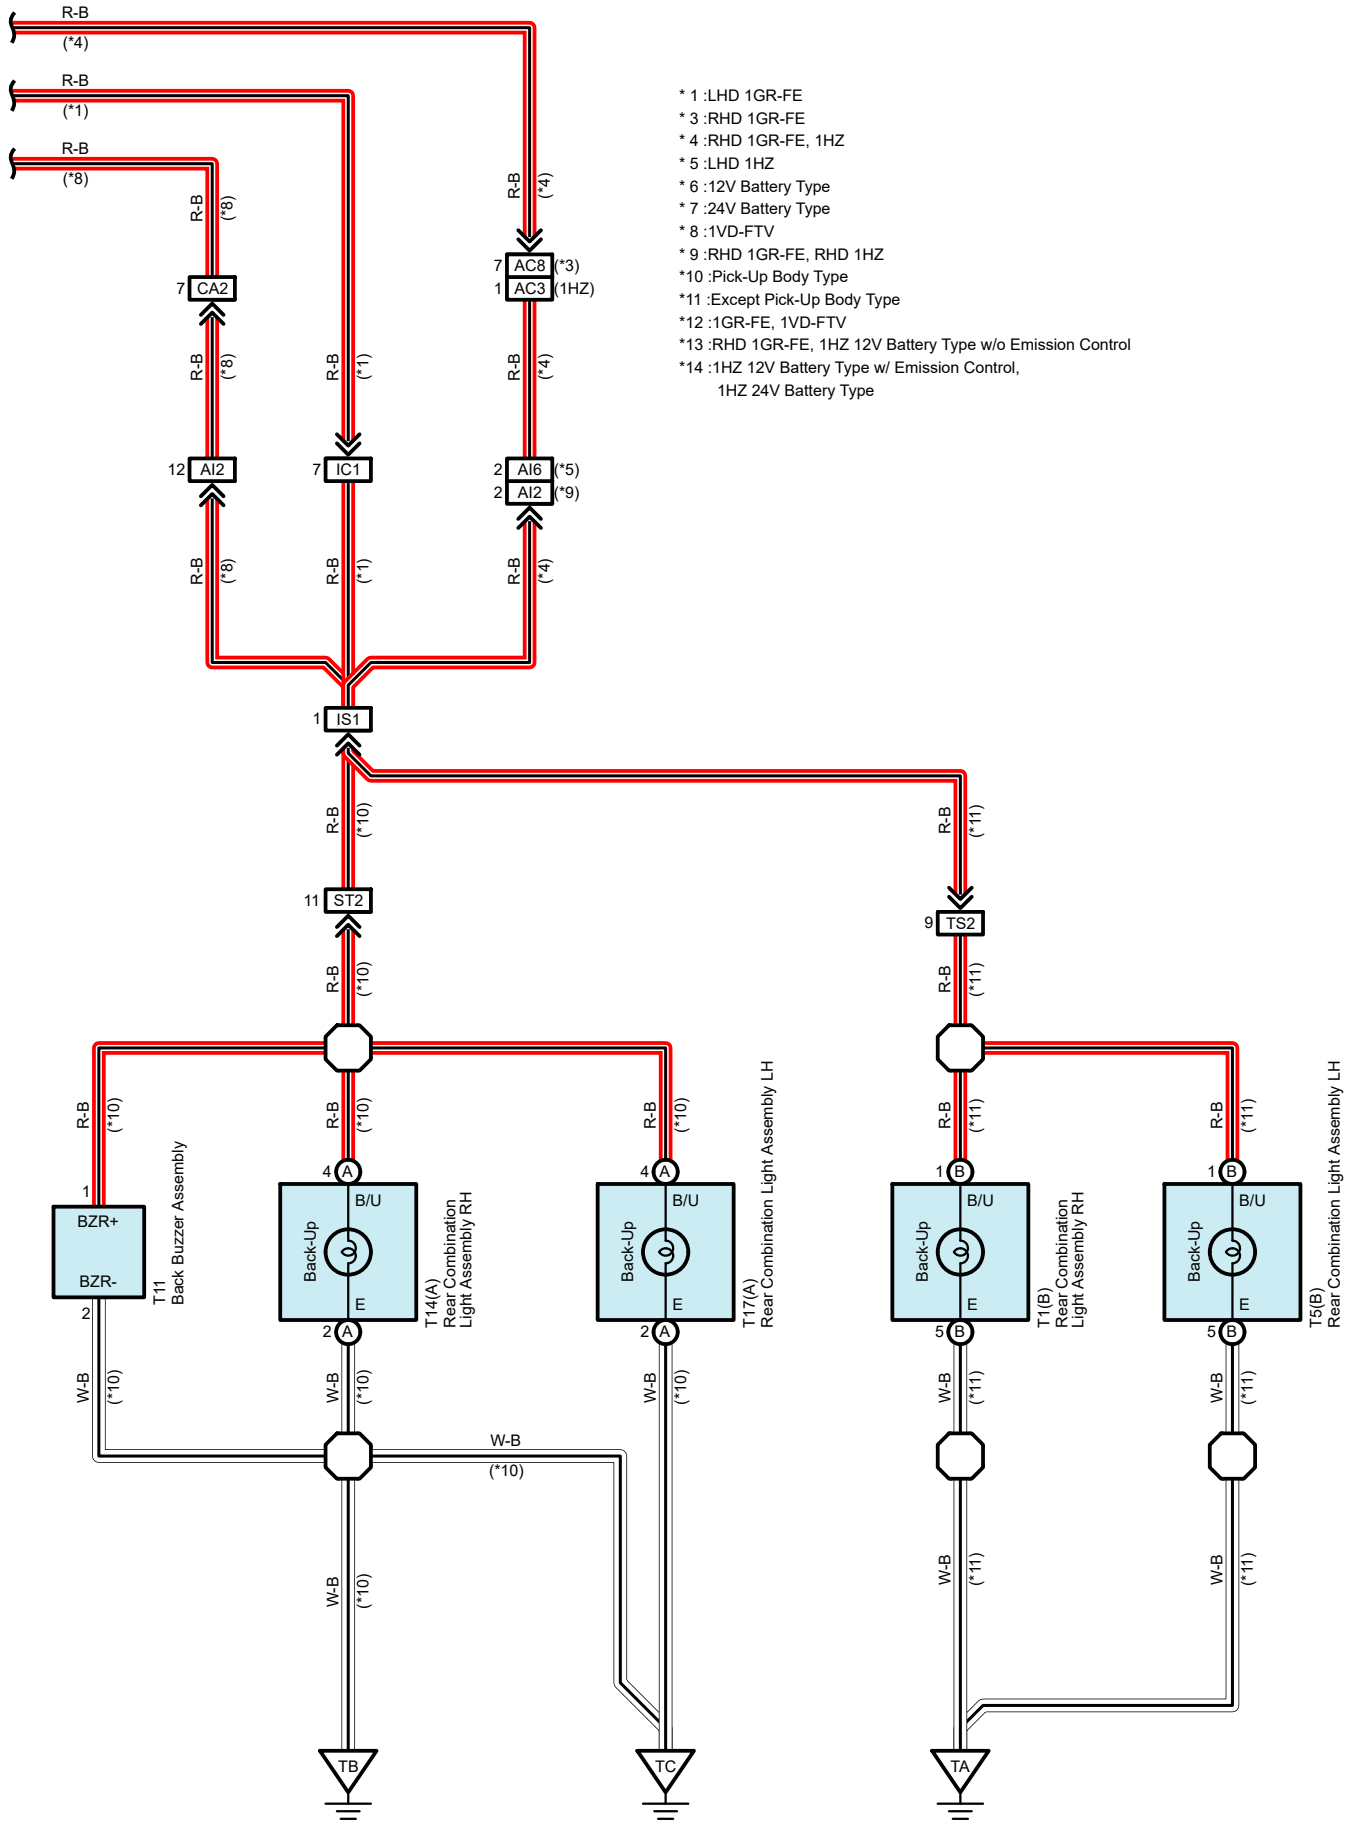 R-B
(*4)
R-B
(*1)
R-B
(*8)
* 1 :LHD 1GR-FE
* 3 :RHD 1GR-FE
* 4 :RHD 1GR-FE, 1HZ
* 5 :LHD 1HZ
* 6 :12V Battery Type
* 7 :24V Battery Type
* 8 :1VD-FTV
* 9 :RHD 1GR-FE, RHD 1HZ
*10 :Pick-Up Body Type
*11 :Except Pick-Up Body Type
*12 :1GR-FE, 1VD-FTV
*13 :RHD 1GR-FE, 1HZ 12V Battery Type w/o Emission Control
*14 :1HZ 12V Battery Type w/ Emission Control,
1HZ 24V Battery Type
R-B
(*8)
R-B
(*4)
7 CA2
7 AC8 (*3)
1 AC3 (1HZ)
R-B
(*8)
R-B
(*1)
R-B
(*4)
12 AI2
7 IC1
2 AI6 (*5)
2 AI2 (*9)
R-B
(*8)
R-B
(*1)
R-B
(*4)
1 IS1
R-B
(*10)
R-B
(*11)
11 ST2
9 TS2
R-B
(*10)
R-B
(*11)
R-B
(*10)
R-B
(*10)
R-B
(*10)
R-B
(*11)
R-B
(*11)
1
BZR+
BZR-
2
T11
Back Buzzer Assembly
4 A
B/U
Back-Up
E
2 A
T14(A)
Rear Combination
Light Assembly RH
4 A
B/U
Back-Up
E
2 A
T17(A)
Rear Combination Light Assembly LH
1 B
B/U
Back-Up
E
5 B
T1(B)
Rear Combination
Light Assembly RH
1 B
B/U
Back-Up
E
5 B
T5(B)
Rear Combination Light Assembly LH
W-B
(*10)
W-B
(*10)
W-B
(*10)
W-B
(*11)
W-B
(*11)
W-B
(*10)
W-B
(*10)
W-B
(*11)
W-B
(*11)
TB
TC
TA